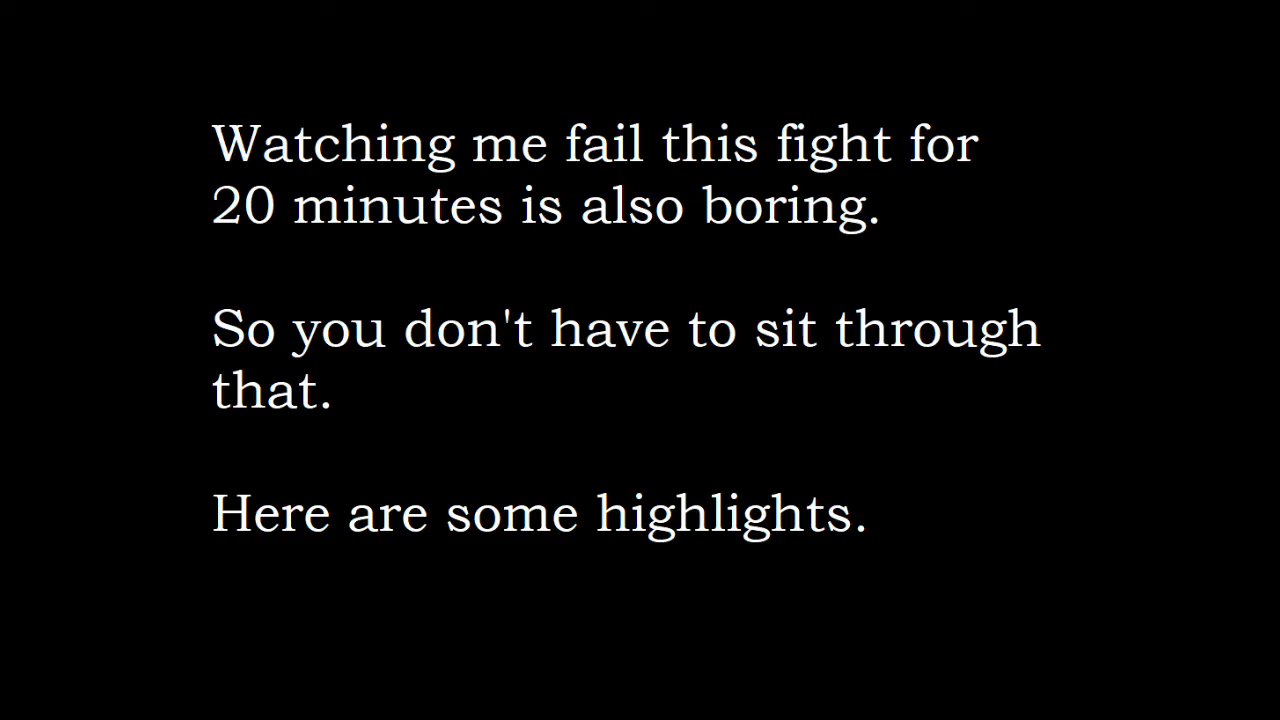 Watching me fail this fight for
20 minutes is also boring.
So you don't have to sit through
that.
Here are some highlights.